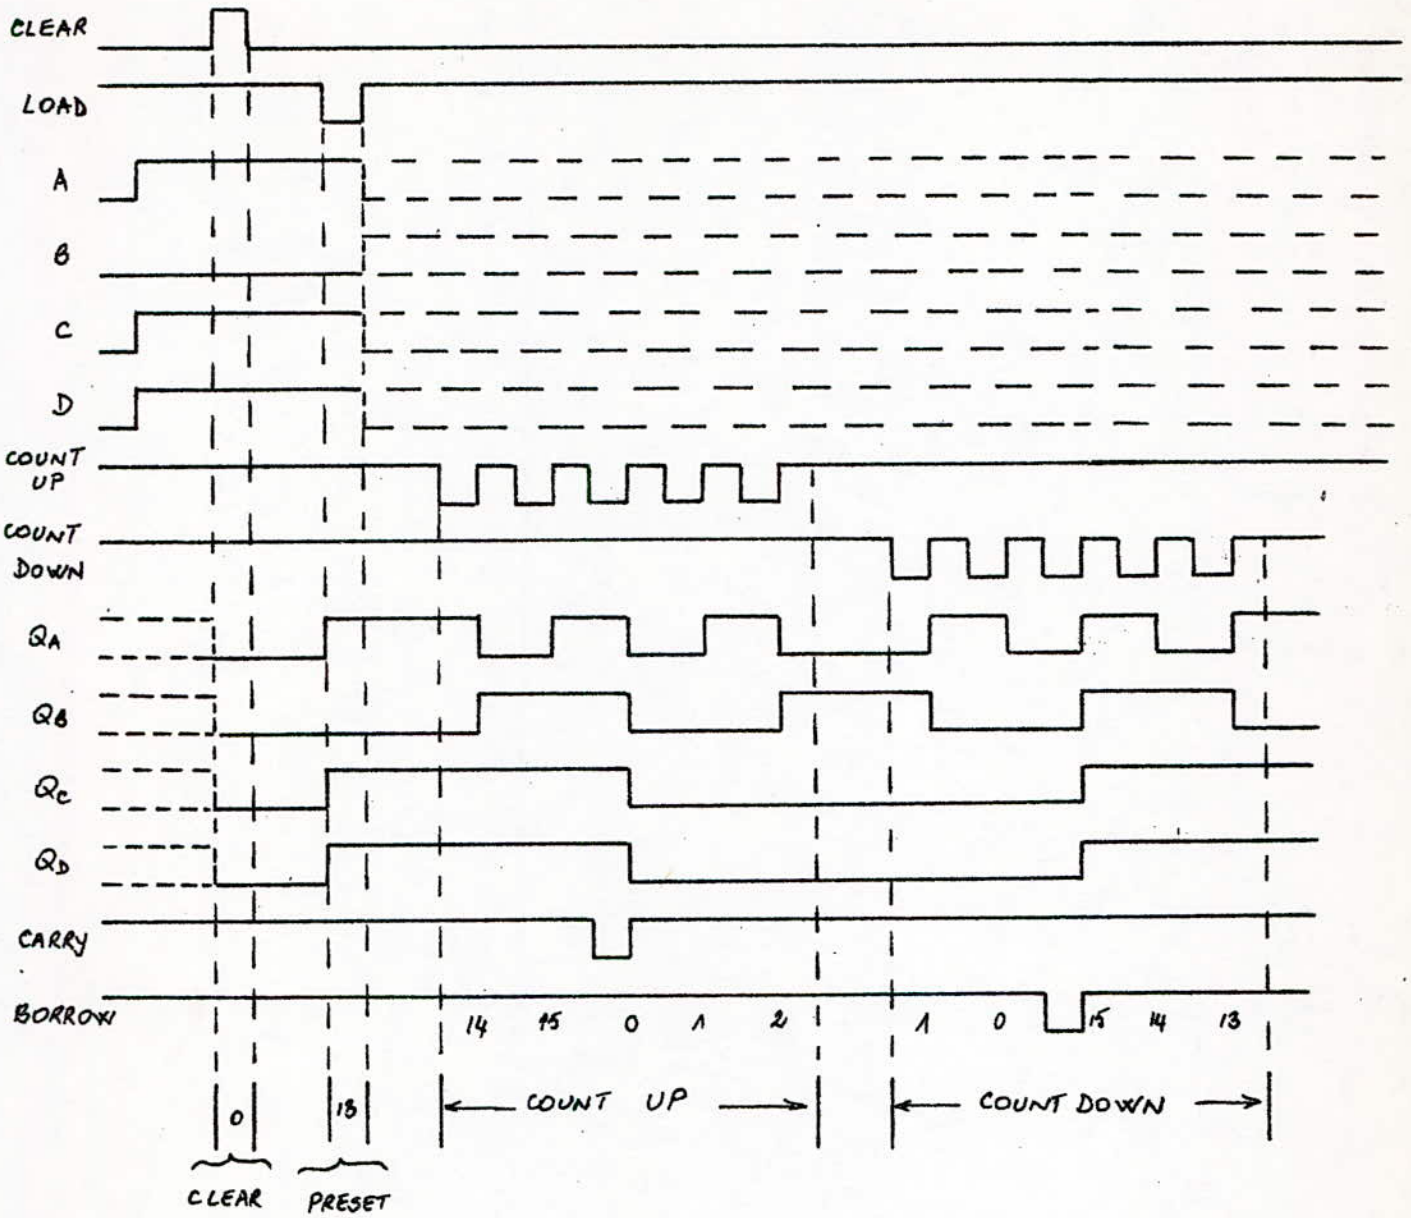 CLEAR
LOAD
A
B
C
D
COUNT
UP
COUNT
DOWN
QA
QB
QC
QD
CARRY
BORROW
14 15 0 1 2 1 0 15 14 13
0 13 COUNT UP COUNT DOWN
CLEAR PRESET